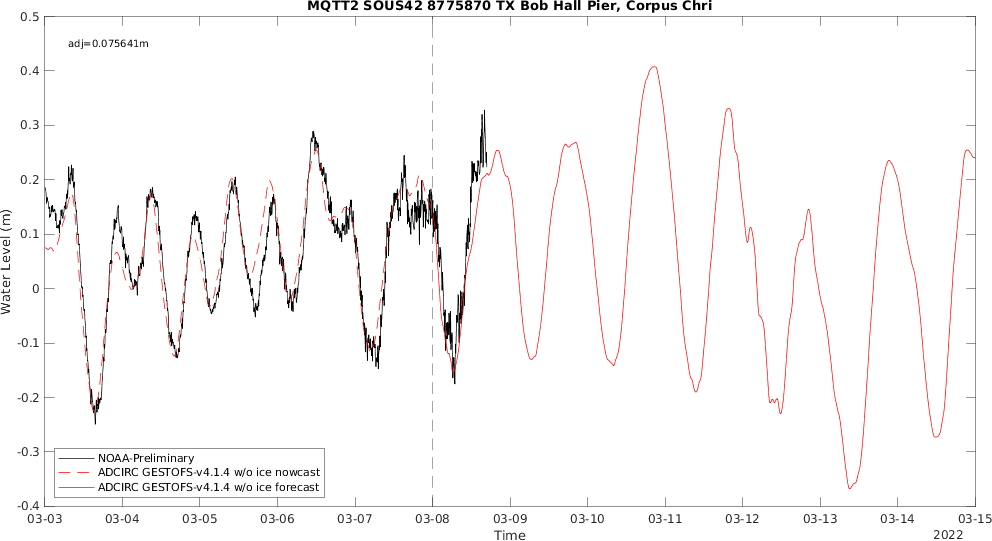 MQTT2 SOUS42 8775870 TX Bob Hall Pier, Corpus Chri
adj=0.075641m
0.5
0.4
0.3
0.2
0.1
0
-0.1
-0.2
-0.3
-0.4
Water Level (m)
NOAA-Preliminary
ADCIRC GESTOFS-v4.1.4 w/o ice nowcast
ADCIRC GESTOFS-v4.1.4 w/o ice forecast
03-03 03-04 03-05 03-06 03-07 03-08 03-09 03-10 03-11 03-12 03-13 03-14 03-15
Time
2022